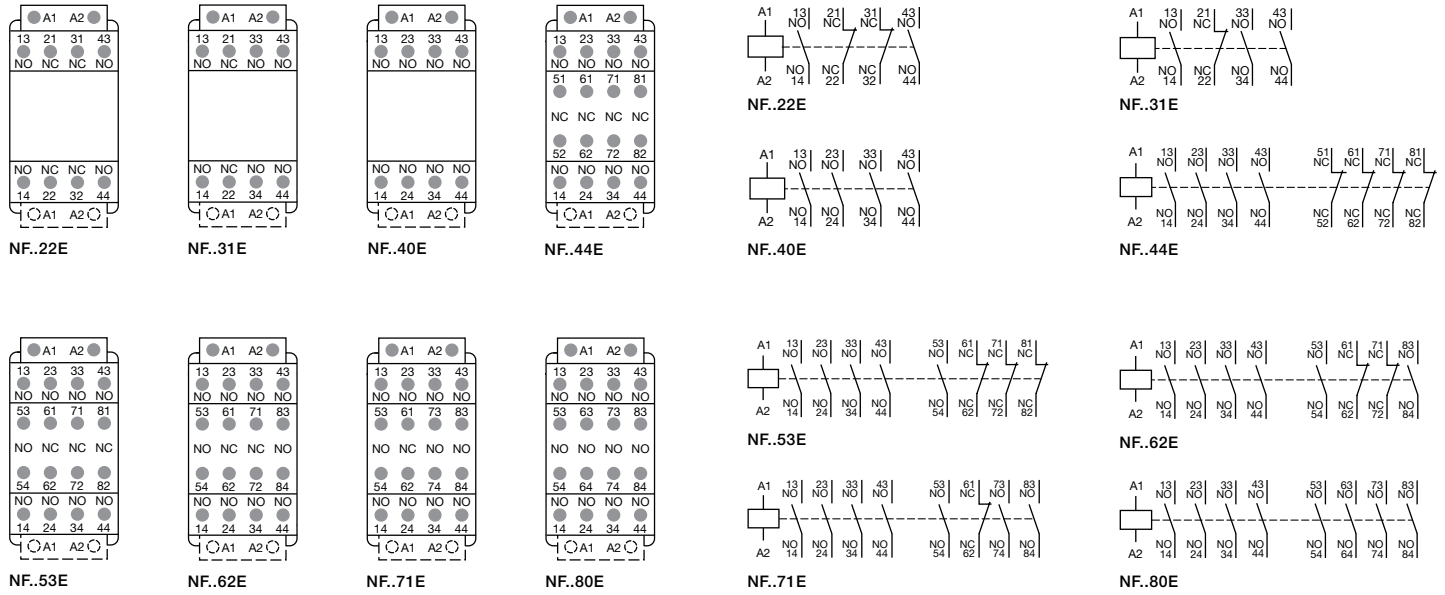 A1 A2
13 21 31 43
NO NC NC NO
NO NC NC NO
14 22 32 44
A1 A2
NF..22E
A1 A2
13 21 33 43
NO NC NO NO
NO NC NO NO
14 22 34 44
A1 A2
NF..31E
A1 A2
13 23 33 43
NO NO NO NO
NO NO NO NO
14 24 34 44
A1 A2
NF..40E
A1 A2
13 23 33 43
NO NO NO NO
51 61 71 81
NC NC NC NC
52 62 72 82
NO NO NO NO
14 24 34 44
A1 A2
NF..44E
A1 13 21 31 43
NO NC NC NO
NO NC NC NO
A2 14 22 32 44
NF..22E
A1 13 21 33 43
NO NC NO NO
NO NC NO NO
A2 14 22 34 44
NF..31E
A1 13 23 33 43
NO NO NO NO
NO NO NO NO
A2 14 24 34 44
NF..40E
A1 13 23 33 43 51 61 71 81
NO NO NO NO NC NC NC NC
NO NO NO NO NC NC NC NC
A2 14 24 34 44 52 62 72 82
NF..44E
A1 A2
13 23 33 43
NO NO NO NO
53 61 71 81
NO NC NC NC
54 62 72 82
NO NO NO NO
14 24 34 44
A1 A2
NF..53E
A1 A2
13 23 33 43
NO NO NO NO
53 61 71 83
NO NC NC NO
54 62 72 84
NO NO NO NO
14 24 34 44
A1 A2
NF..62E
A1 A2
13 23 33 43
NO NO NO NO
53 61 73 83
NO NC NO NO
54 62 74 84
NO NO NO NO
14 24 34 44
A1 A2
NF..71E
A1 A2
13 23 33 43
NO NO NO NO
53 63 73 83
NO NO NO NO
54 64 74 84
NO NO NO NO
14 24 34 44
A1 A2
NF..80E
A1 13 23 33 43 53 61 71 81
NO NO NO NO NO NC NC NC
NO NO NO NO NO NC NC NC
A2 14 24 34 44 54 62 72 82
NF..53E
A1 13 23 33 43 53 61 71 83
NO NO NO NO NO NC NC NO
NO NO NO NO NO NC NC NO
A2 14 24 34 44 54 62 72 84
NF..62E
A1 13 23 33 43 53 61 73 83
NO NO NO NO NO NC NO NO
NO NO NO NO NO NC NO NO
A2 14 24 34 44 54 62 74 84
NF..71E
A1 13 23 33 43 53 63 73 83
NO NO NO NO NO NO NO NO
NO NO NO NO NO NO NO NO
A2 14 24 34 44 54 64 74 84
NF..80E